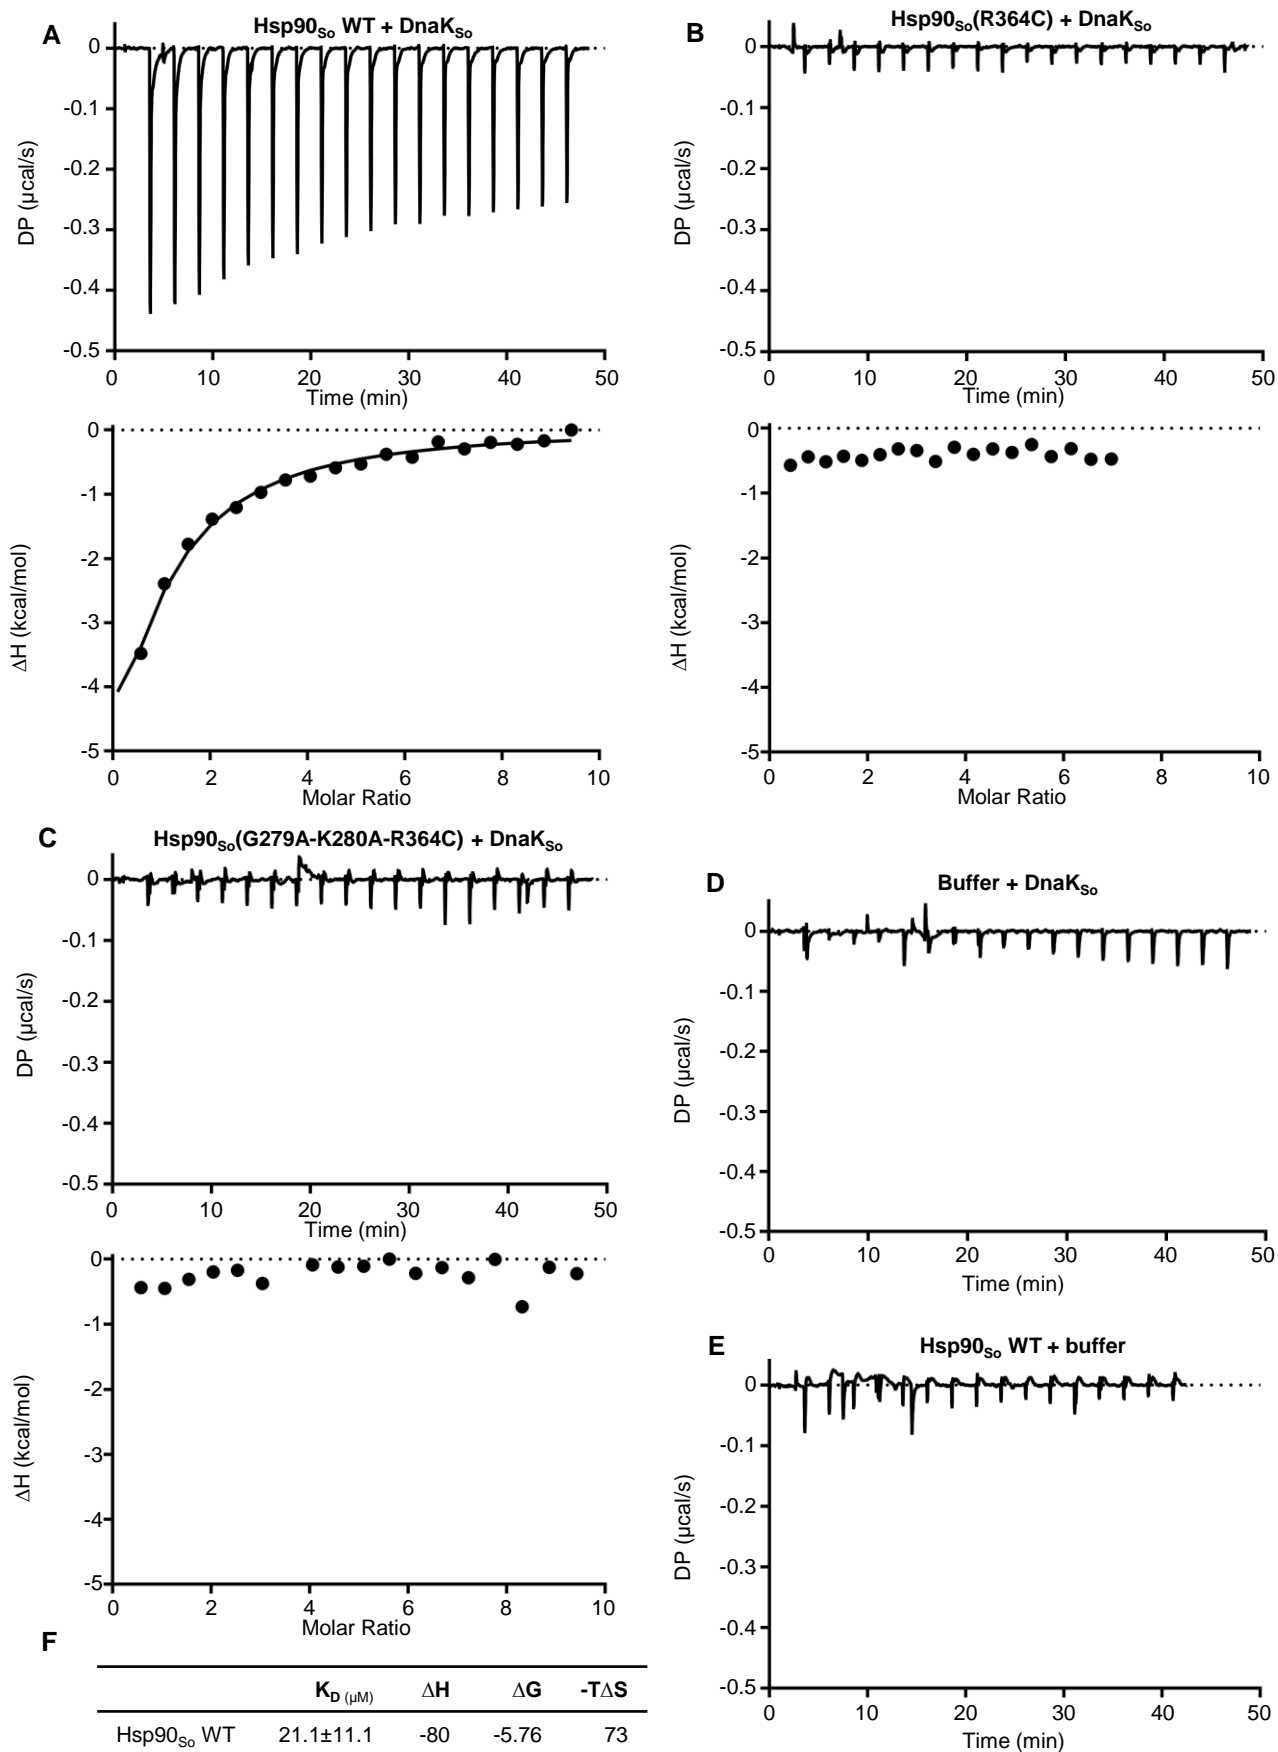 A
Hsp90So WT + DnaKSo
0
-0.1
-0.2
-0.3
-0.4
-0.5
DP (µcal/s)
0 10 20 30 40 50
Time (min)
0
-1
-2
-3
-4
-5
ΔH (kcal/mol)
0 2 4 6 8 10
Molar Ratio
B
Hsp90So(R364C) + DnaKSo
0
-0.1
-0.2
-0.3
-0.4
-0.5
DP (µcal/s)
0 10 20 30 40 50
Time (min)
0
-1
-2
-3
-4
-5
ΔH (kcal/mol)
0 2 4 6 8 10
Molar Ratio
C
Hsp90So(G279A-K280A-R364C) + DnaKSo
0
-0.1
-0.2
-0.3
-0.4
-0.5
DP (µcal/s)
0 10 20 30 40 50
Time (min)
0
-1
-2
-3
-4
-5
ΔH (kcal/mol)
0 2 4 6 8 10
Molar Ratio
D
Buffer + DnaKSo
0
-0.1
-0.2
-0.3
-0.4
-0.5
DP (µcal/s)
0 10 20 30 40 50
Time (min)
E
Hsp90So WT + buffer
0
-0.1
-0.2
-0.3
-0.4
-0.5
DP (µcal/s)
0 10 20 30 40 50
Time (min)
F
KD (µM) ΔH ΔG -TΔS
Hsp90So WT 21.1±11.1 -80 -5.76 73